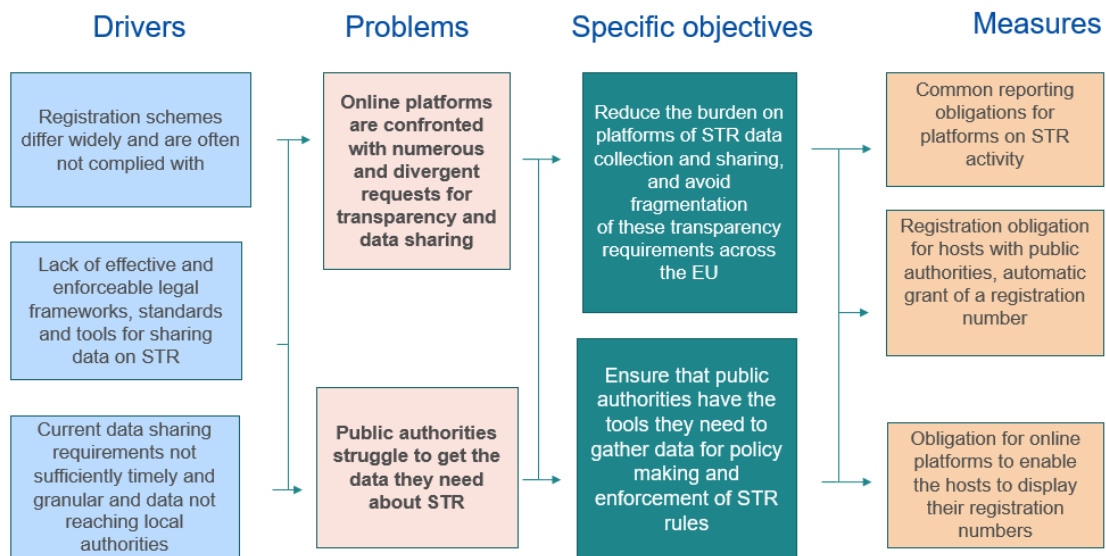 Drivers
Problems
Specific objectives
Measures
Registration schemes
differ widely and are often
not complied with
Lack of effective and
enforceable legal
frameworks, standards
and tools for sharing
data on STR
Current data sharing
requirements not
sufficiently timely and
granular and data not
reaching local
authorities
Online platforms
are confronted
with numerous
and divergent
requests for
transparency and
data sharing
Public authorities
struggle to get the
data they need
about STR
Reduce the burden on
platforms of STR data
collection and sharing,
and avoid
fragmentation
of these transparency
requirements across
the EU
Ensure that public
authorities have the
tools they need to
gather data for policy
making and
enforcement of STR
rules
Common reporting
obligations for
platforms on STR
activity
Registration obligation
for hosts with public
authorities, automatic
grant of a registration
number
Obligation for online
platforms to enable
the hosts to display
their registration
numbers